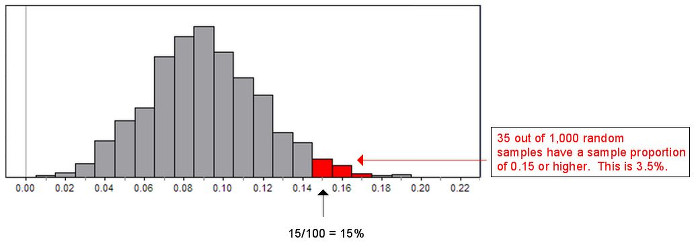 35 out of 1,000 random
samples have a sample proportion
of 0.15 or higher.  This is 3.5%.
0.00 0.02 0.04 0.06 0.08 0.10 0.12 0.14 0.16 0.18 0.20 0.22
15/100 = 15%